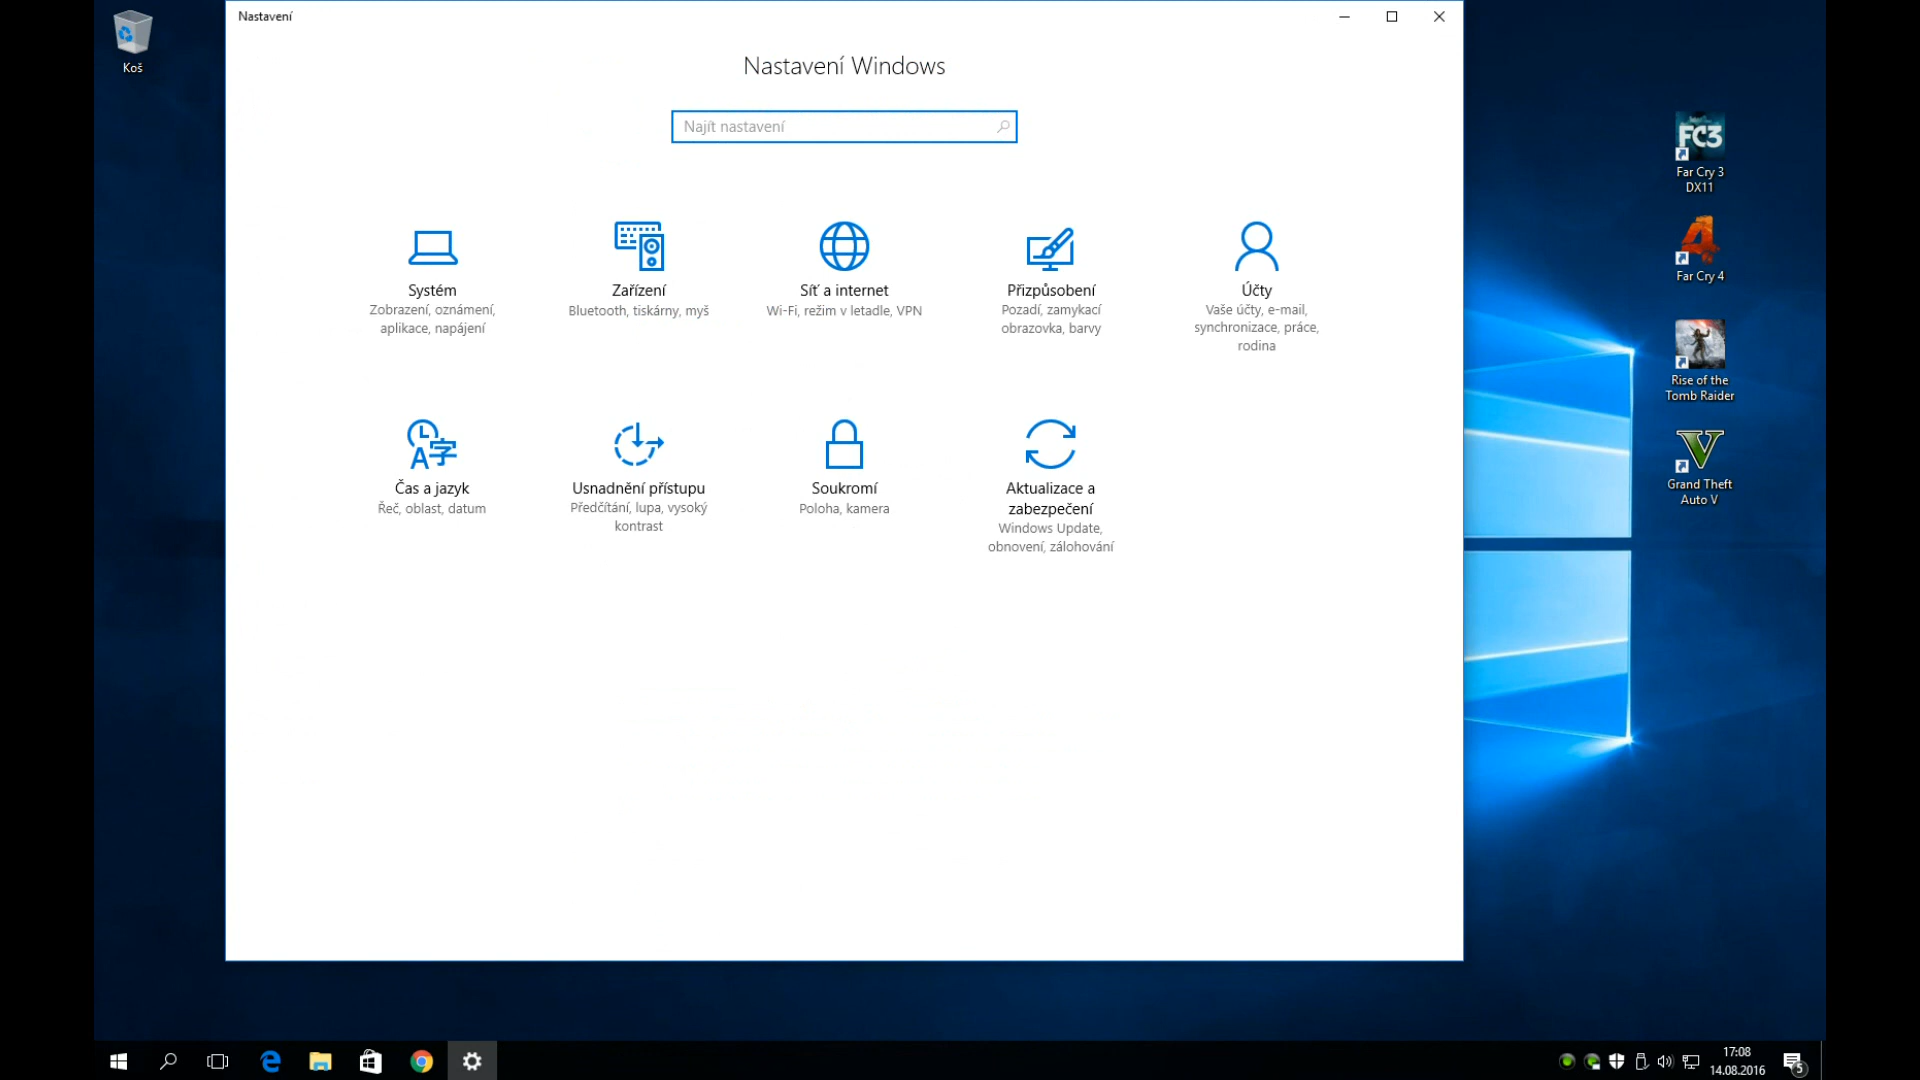 Nastavení
Koš
Nastavení Windows
Najít nastavení
Systém
Zobrazení, oznámení,
aplikace, napájení
Zařízení
Bluetooth, tiskárny, myš
Síť a internet
Wi-Fi, režim v letadle, VPN
Přizpůsobení
Pozadí, zamykací
obrazovka, barvy
Účty
Vaše účty, e-mail,
synchronizace, práce,
rodina
Čas a jazyk
Řeč, oblast, datum
Usnadnění přístupu
Předčítání, lupa, vysoký
kontrast
Soukromí
Poloha, kamera
Aktualizace a
zabezpečení
Windows Update,
obnovení, zálohování
FC3
Far Cry 3
DX11
4
Far Cry 4
Rise of the
Tomb Raider
V
Grand Theft
Auto V
17:08
14.08.2016
5